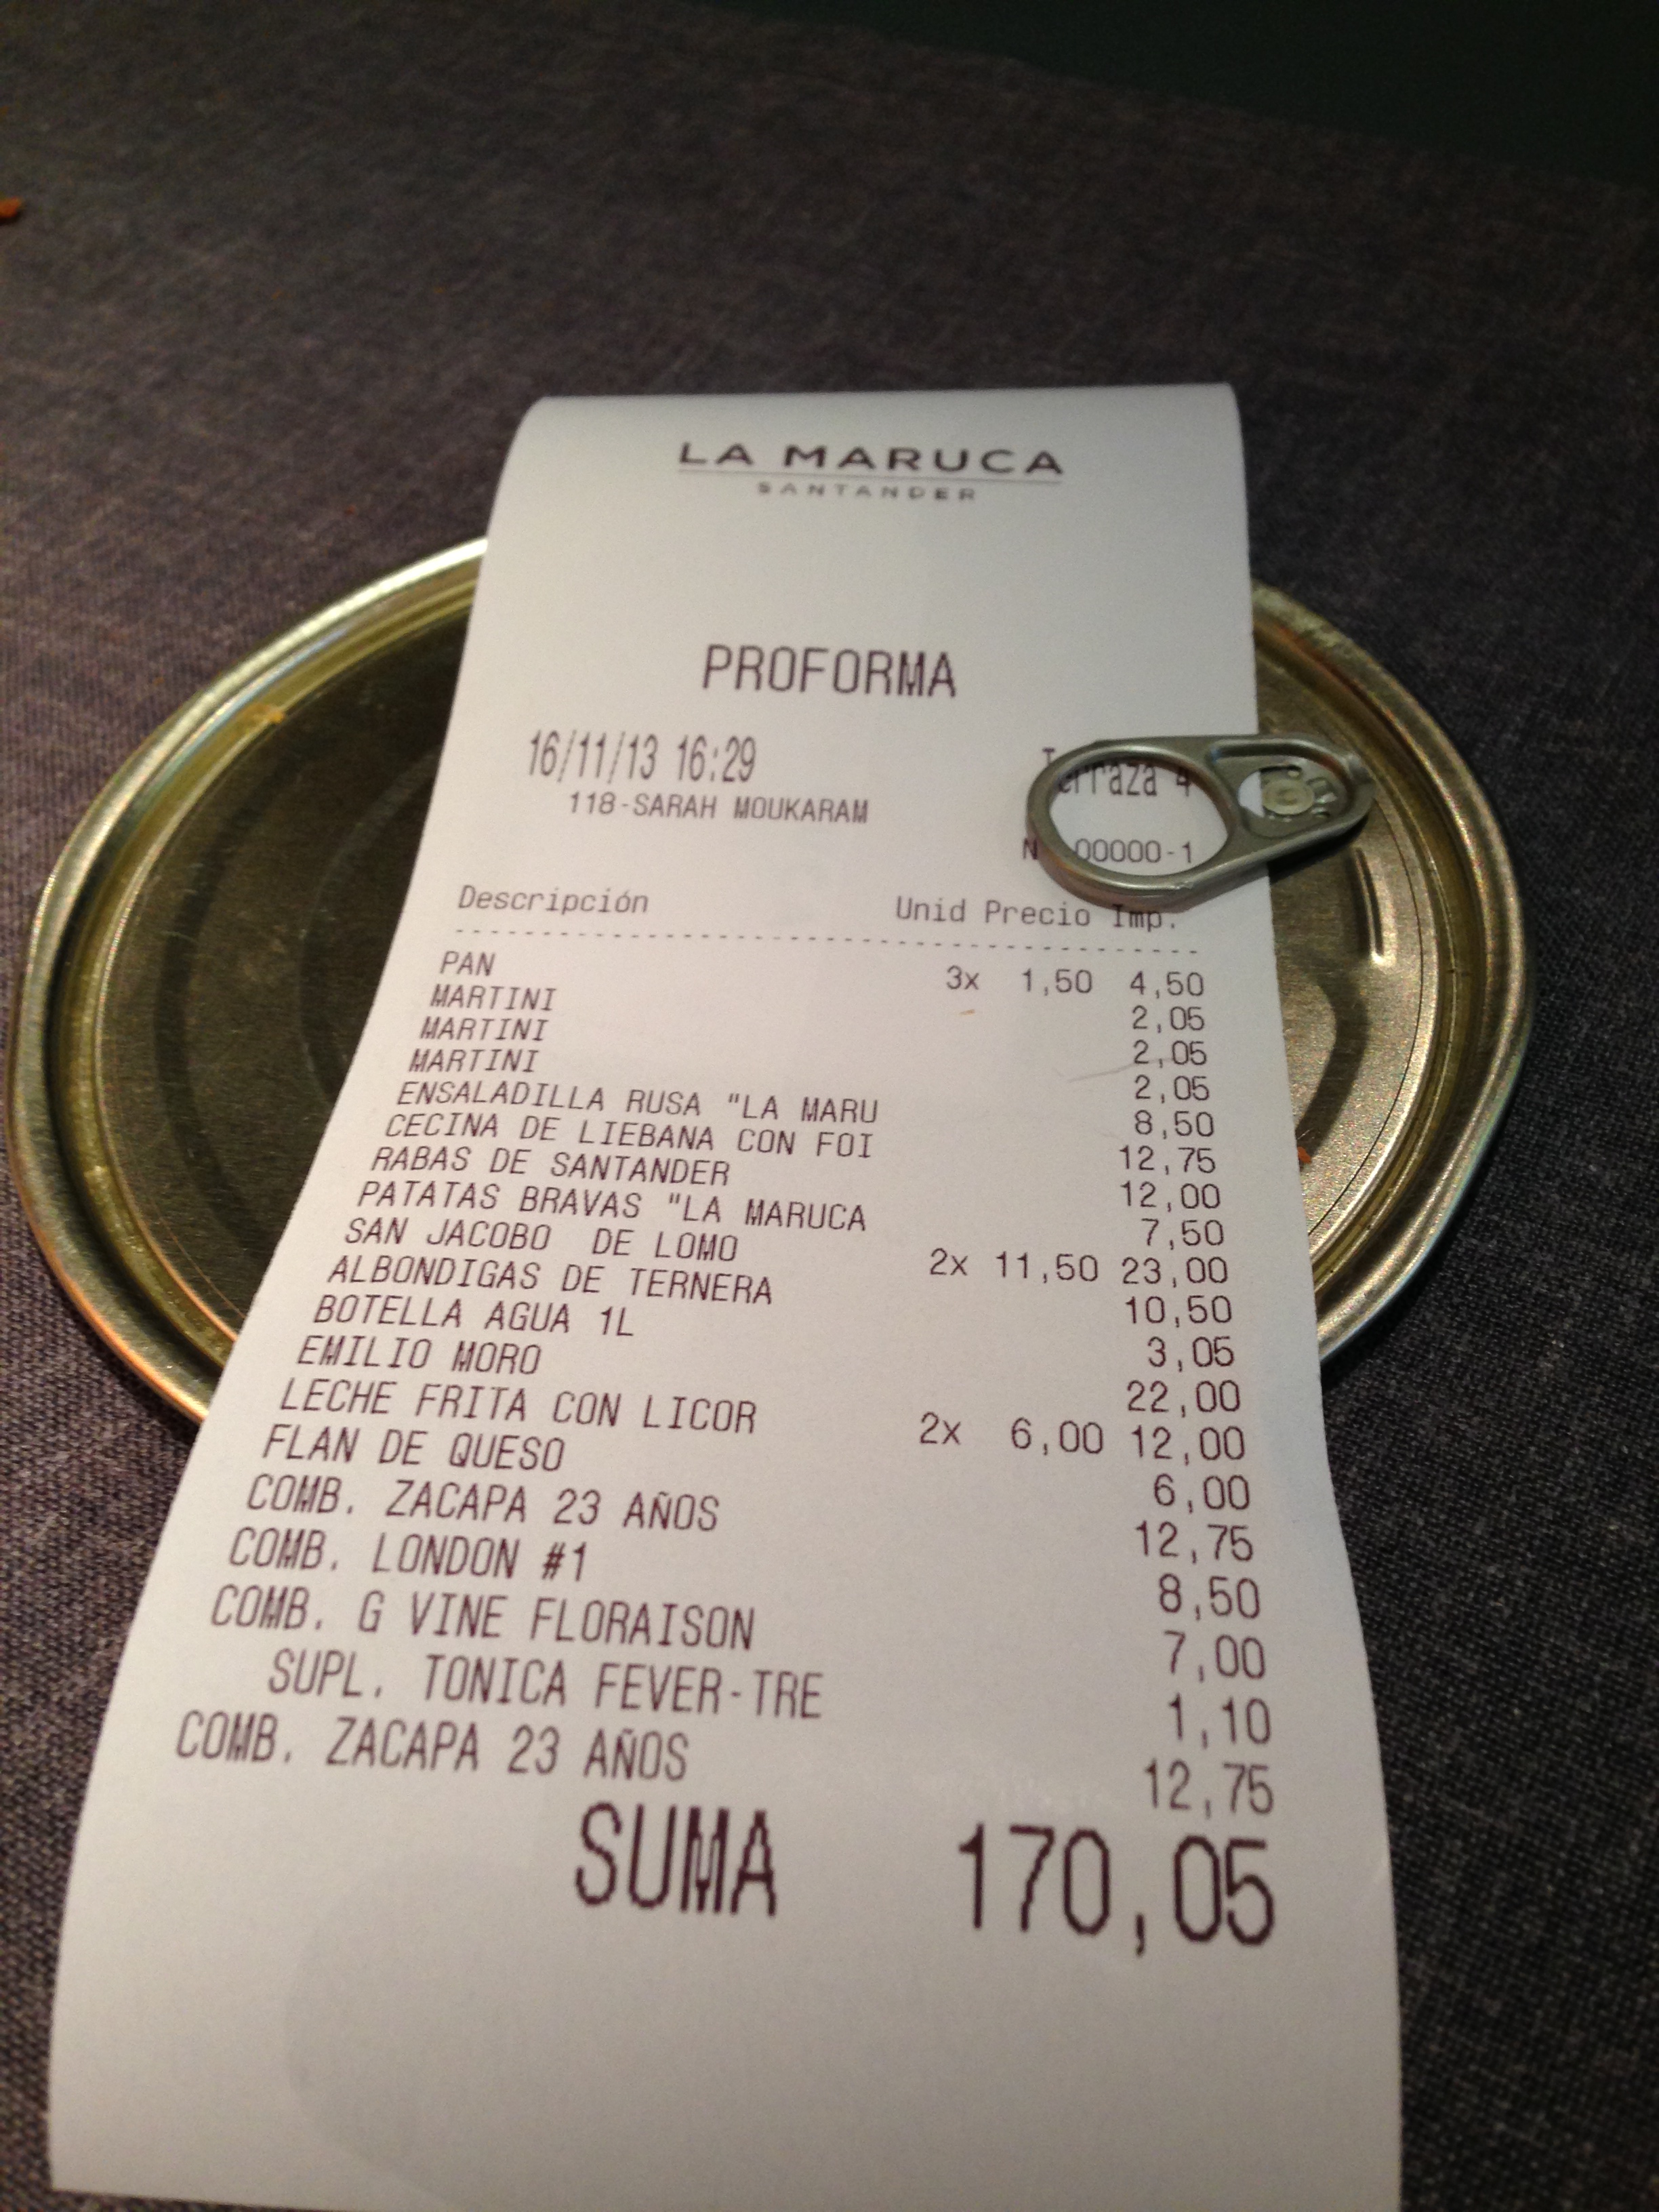 LA MARUCA
SANTANDER
PROFORMA
16/11/13 16:29 Terraza 4
118-SARAH MOUKARAM
N 00000-1
Descripción Unid Precio Imp.
PAN 3x 1,50 4,50
MARTINI 2,05
MARTINI 2,05
MARTINI 2,05
ENSALADILLA RUSA "LA MARU 8,50
CECINA DE LIEBANA CON FOI 12,75
RABAS DE SANTANDER 12,00
PATATAS BRAVAS "LA MARUCA 7,50
SAN JACOBO DE LOMO 2x 11,50 23,00
ALBONDIGAS DE TERNERA 10,50
BOTELLA AGUA 1L 3,05
EMILIO MORO 22,00
LECHE FRITA CON LICOR 2x 6,00 12,00
FLAN DE QUESO 6,00
COMB. ZACAPA 23 AÑOS 12,75
COMB. LONDON #1 8,50
COMB. G VINE FLORAISON 7,00
SUPL. TONICA FEVER-TRE 1,10
COMB. ZACAPA 23 AÑOS 12,75
SUMA 170,05